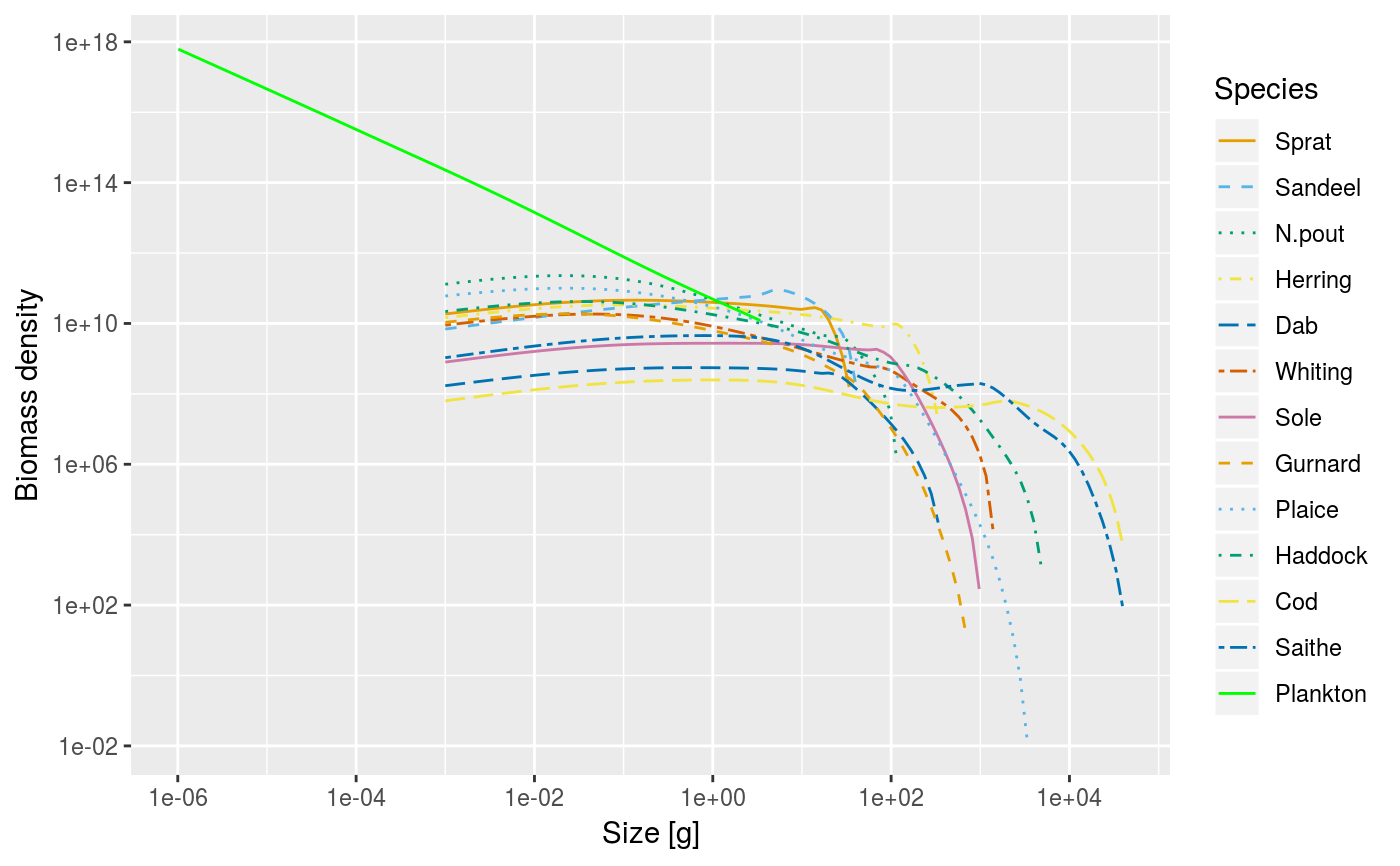 1e+18
1e+14
1e+10
1e+06
1e+02
1e-02
Biomass density
1e-06 1e-04 1e-02 1e+00 1e+02 1e+04
Size [g]
Species
Sprat
Sandeel
N.pout
Herring
Dab
Whiting
Sole
Gurnard
Plaice
Haddock
Cod
Saithe
Plankton